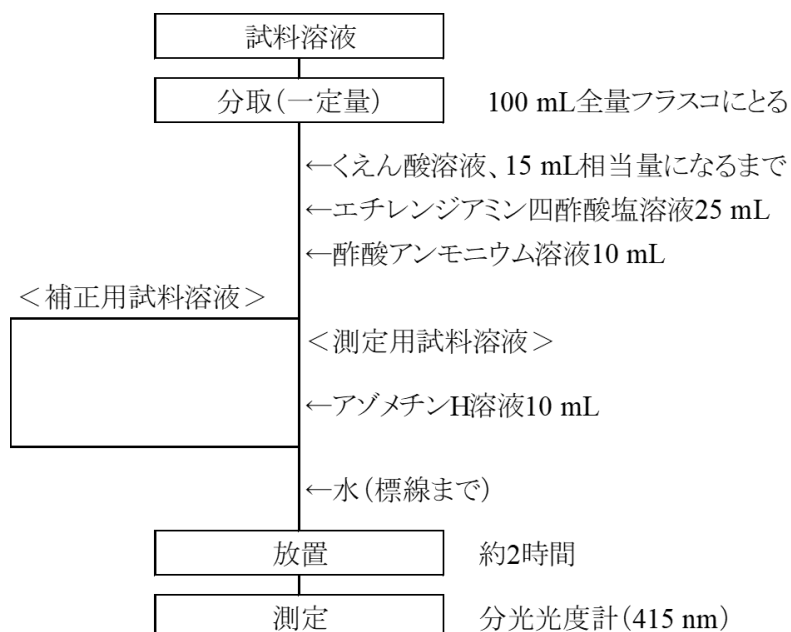 試料溶液
分取(一定量) 100 mL全量フラスコにとる
←くえん酸溶液、15 mL相当量になるまで
←エチレンジアミン四酢酸塩溶液25 mL
←酢酸アンモニウム溶液10 mL
＜補正用試料溶液＞
＜測定用試料溶液＞
←アゾメチンH溶液10 mL
←水(標線まで)
放置 約2時間
測定 分光光度計(415 nm)